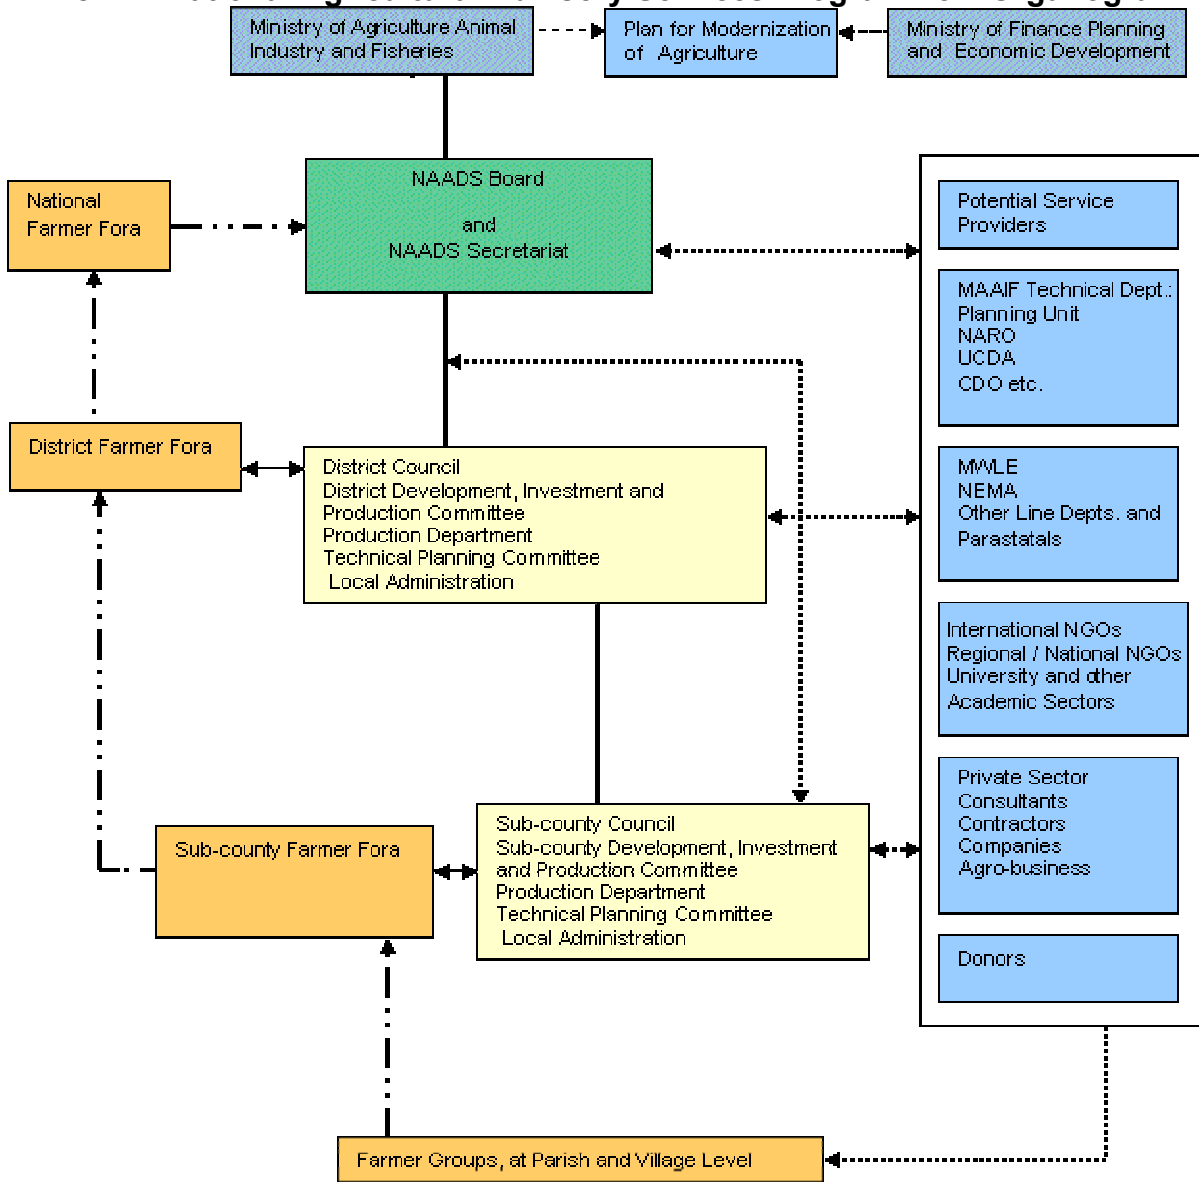 Ministry of Agriculture Animal
Industry and Fisheries
Plan for Modernization
of Agriculture
Ministry of Finance Planning
and Economic Development
NAADS Board
and
NAADS Secretariat
National
Farmer Fora
Potential Service
Providers
MAAIF Technical Dept.:
Planning Unit
NARO
UCDA
CDO etc.
District Farmer Fora
District Council
District Development, Investment and
Production Committee
Production Department
Technical Planning Committee
Local Administration
MWLE
NEMA
Other Line Depts. and
Parastatals
International NGOs
Regional / National NGOs
University and other
Academic Sectors
Private Sector
Consultants
Contractors
Companies
Agro-business
Sub-county Farmer Fora
Sub-county Council
Sub-county Development, Investment
and Production Committee
Production Department
Technical Planning Committee
Local Administration
Donors
Farmer Groups, at Parish and Village Level